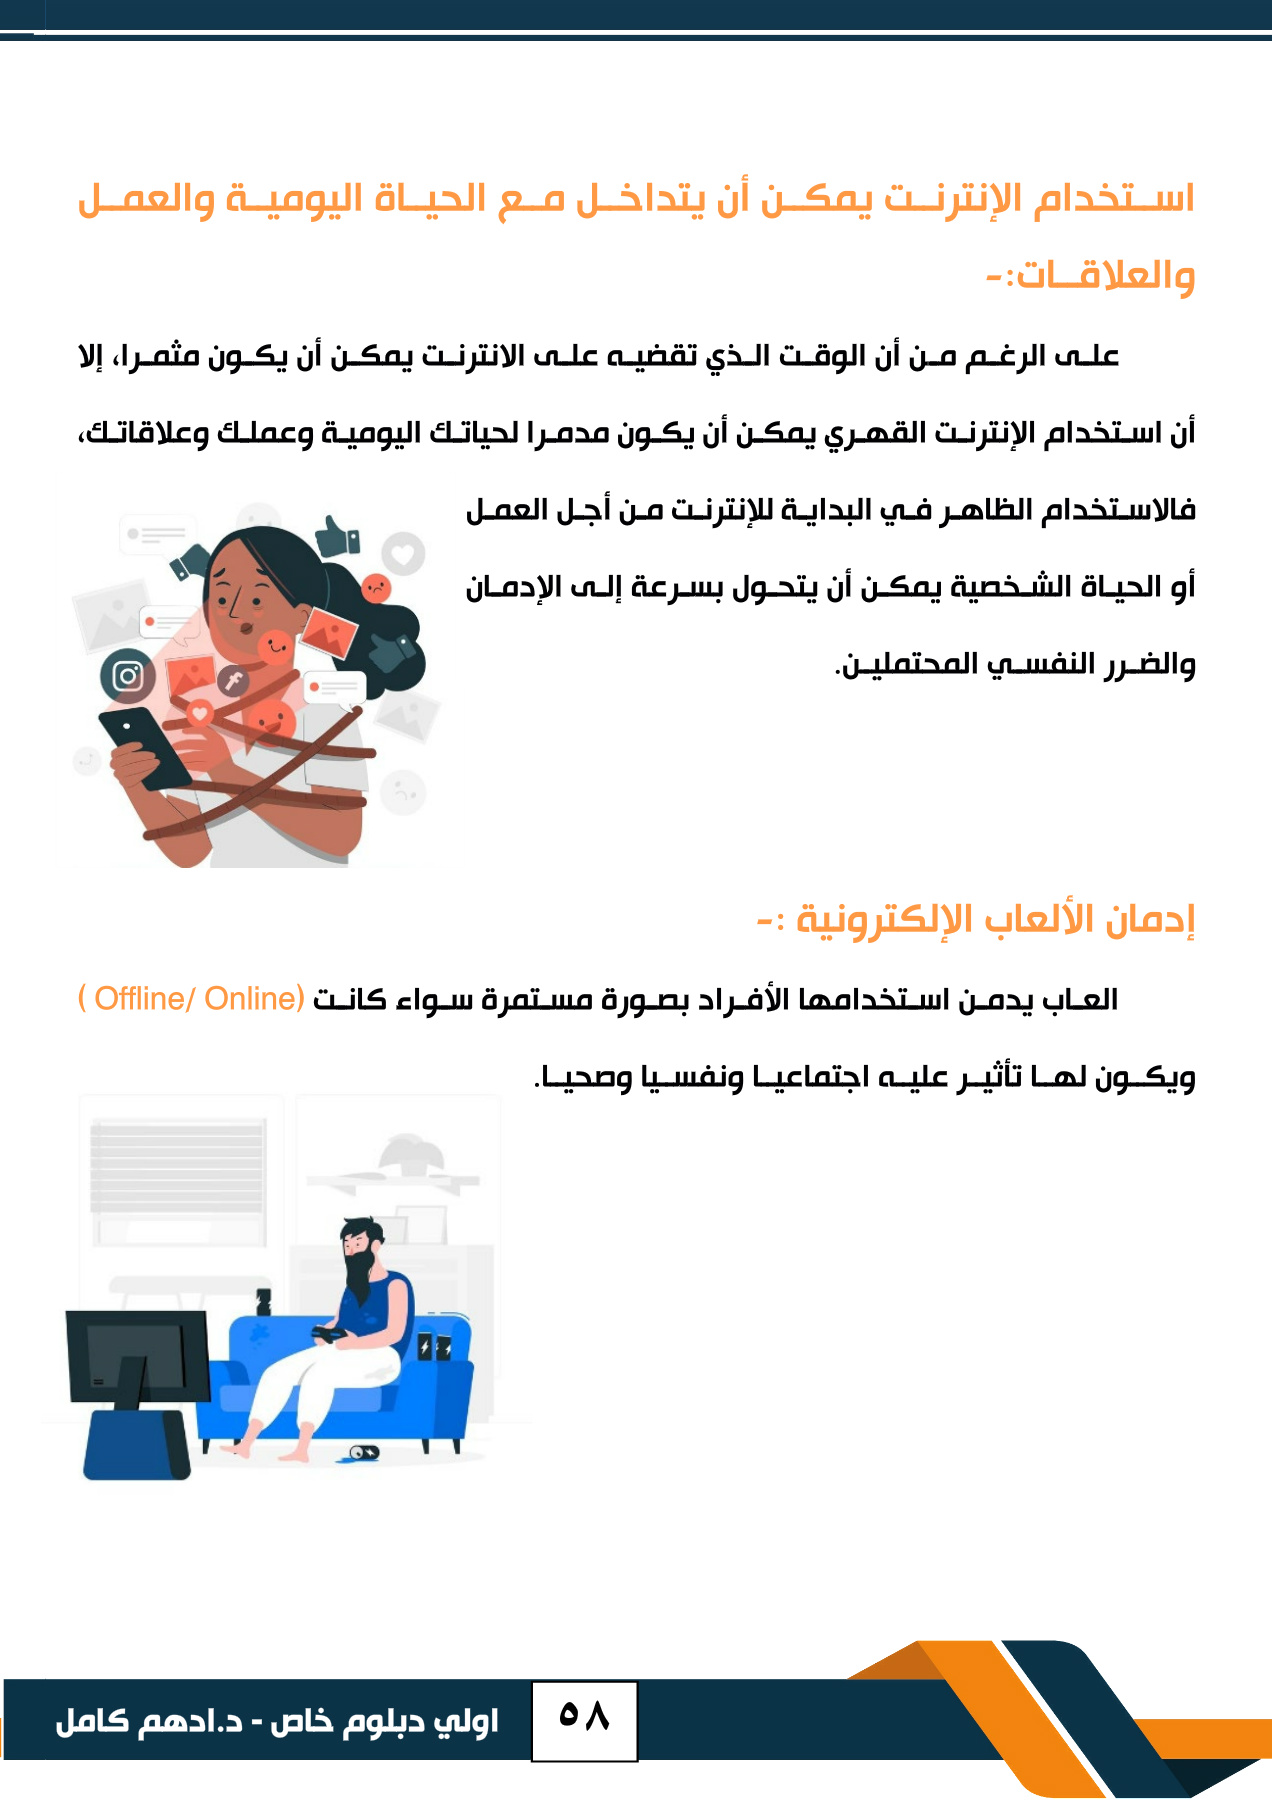 استخدام الإنترنت يمكن أن يتداخل مع الحياة اليومية والعمل
والعلاقات:-
على الرغم من أن الوقت الذي تقضيه على الانترنت يمكن أن يكون مثمرا، إلا
أن استخدام الإنترنت القهري يمكن أن يكون مدمرا لحياتك اليومية وعملك وعلاقاتك،
فالاستخدام الظاهر في البداية للإنترنت من أجل العمل
أو الحياة الشخصية يمكن أن يتحول بسرعة إلى الإدمان
والضرر النفسي المحتملين.
إدمان الألعاب الإلكترونية :-
العاب يدمن استخدامها الأفراد بصورة مستمرة سواء كانت (Offline/ Online )
ويكون لها تأثير عليه اجتماعيا ونفسيا وصحيا.
٥٨
اولي دبلوم خاص - د.ادهم كامل